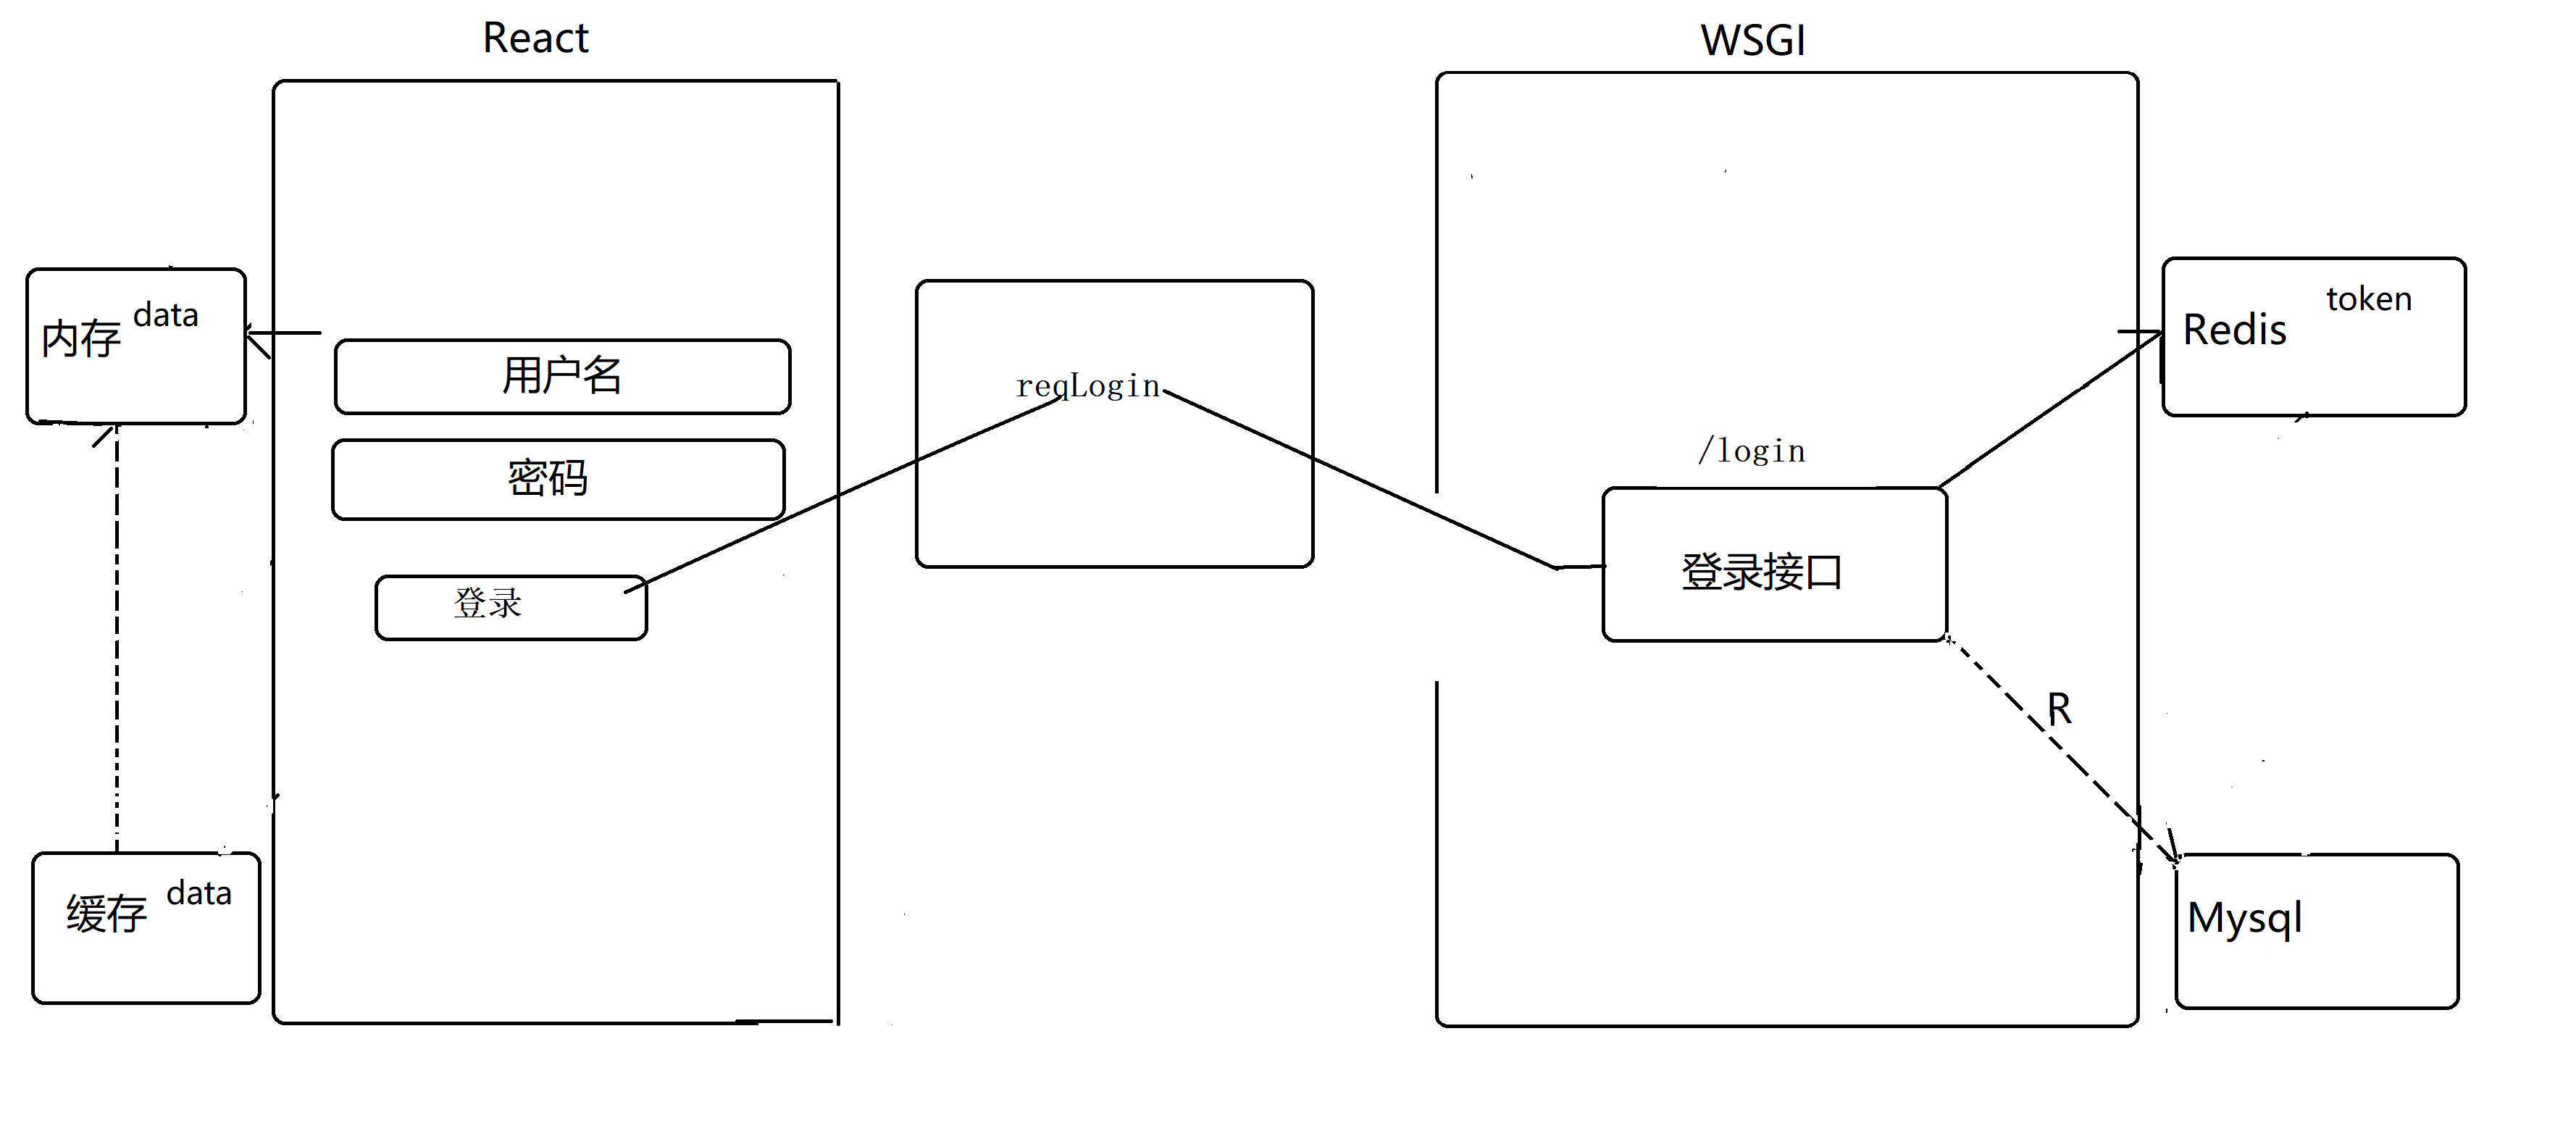 React
WSGI
内存 data
用户名
密码
登录
缓存 data
reqLogin
/login
登录接口
Redis token
R
Mysql